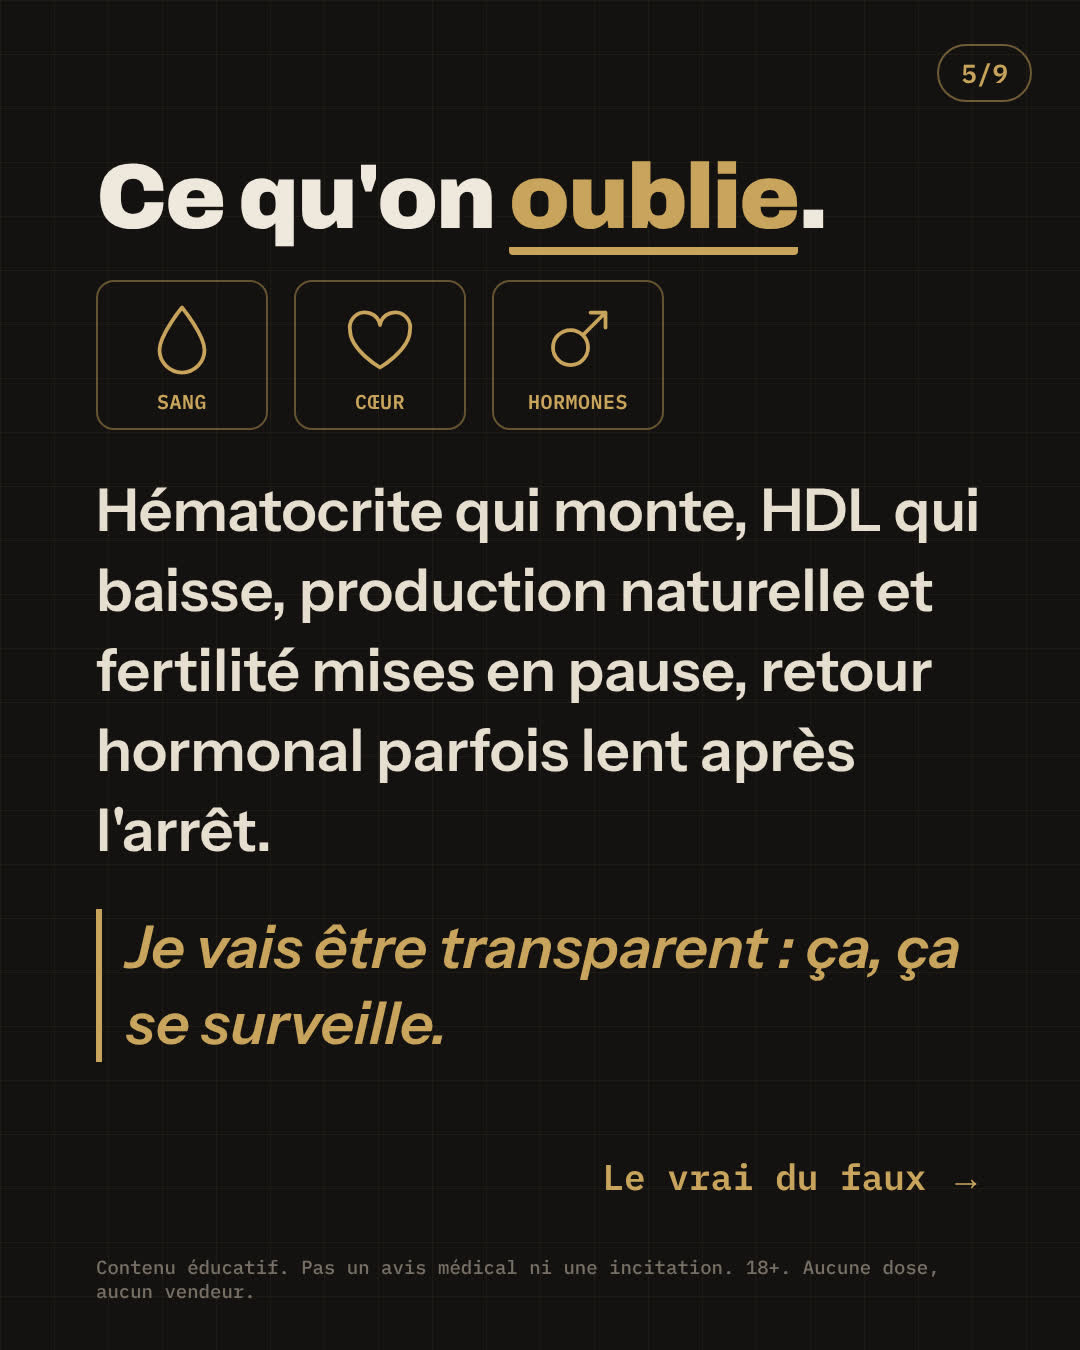 5/9
Ce qu'on oublie.
SANG
CŒUR
HORMONES
Hématocrite qui monte, HDL qui
baisse, production naturelle et
fertilité mises en pause, retour
hormonal parfois lent après
l'arrêt.
Je vais être transparent : ça, ça
se surveille.
Le vrai du faux →
Contenu éducatif. Pas un avis médical ni une incitation. 18+. Aucune dose,
aucun vendeur.